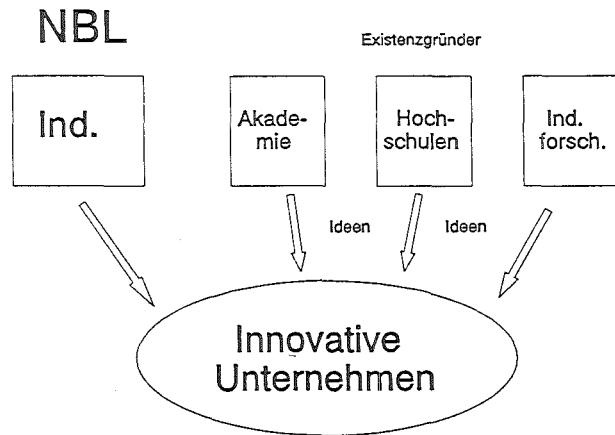 NBL
Existenzgründer
Ind.
Akade-
mie
Hoch-
schulen
Ind.
forsch.
Ideen
Ideen
Innovative
Unternehmen